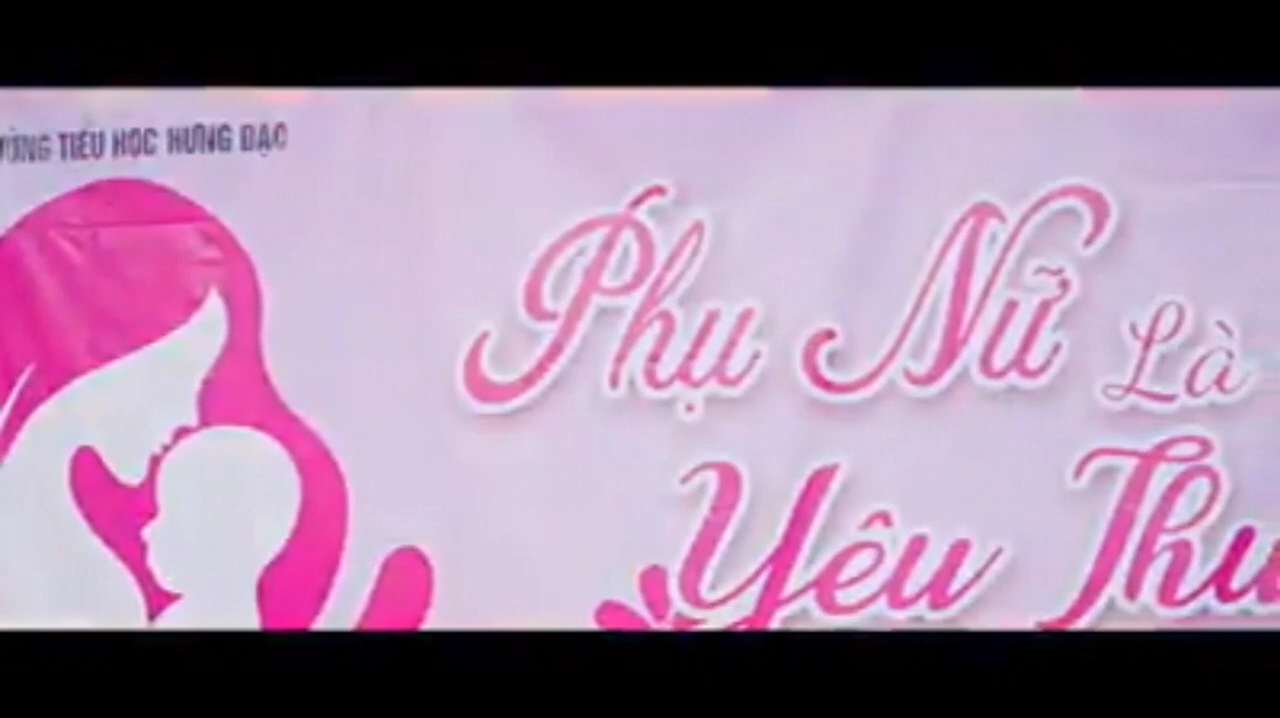 TIỂU HỌC HƯNG ĐẠO
Phụ Nữ Là
Yêu